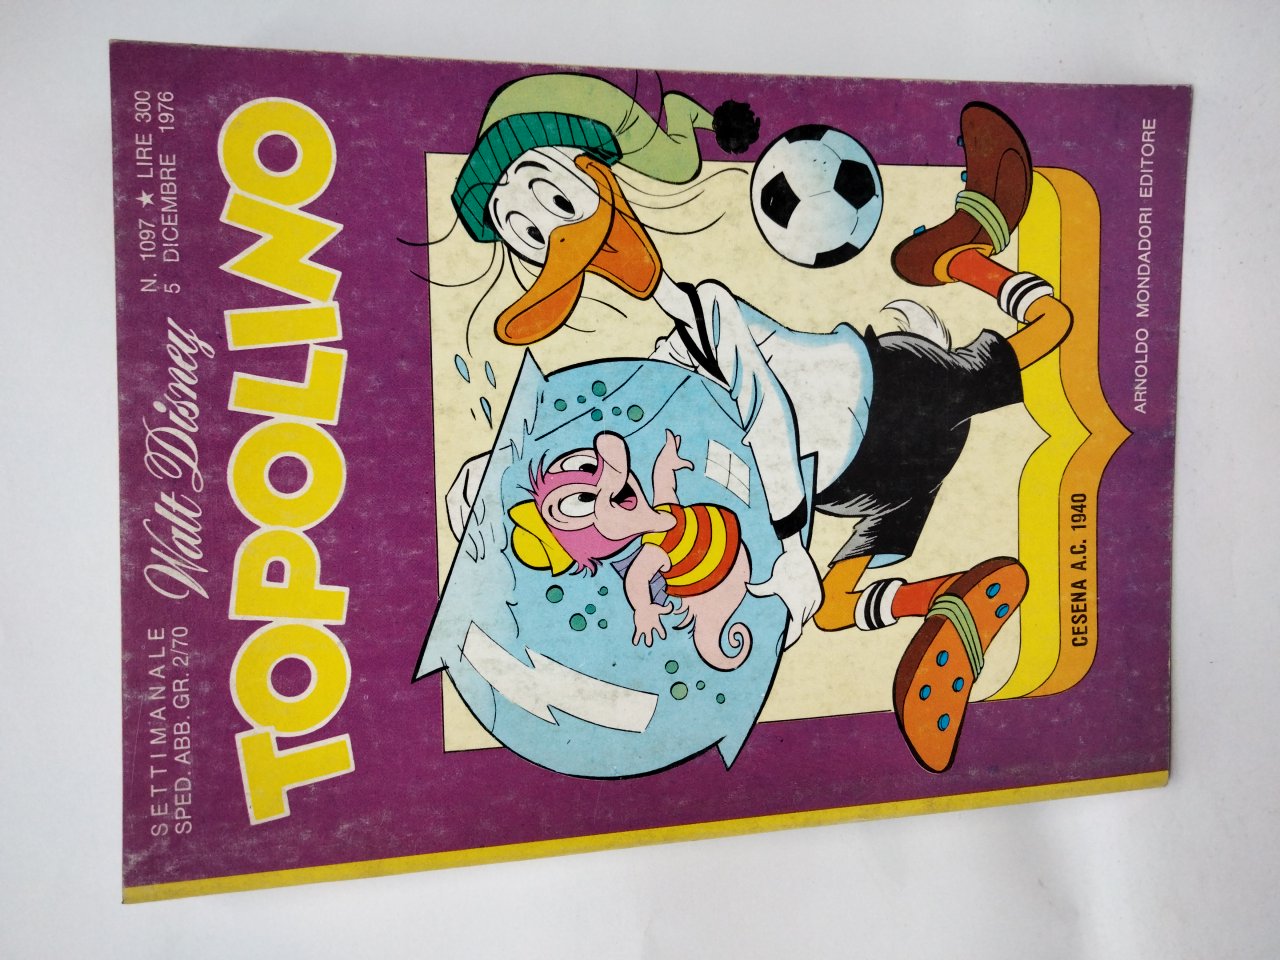 SETTIMANALE
SPED. ABB. GR. 2/70
Walt Disney
N. 1097 ★ LIRE 300
5 DICEMBRE 1976
TOPOLINO
CESENA A.C. 1940
ARNOLDO MONDADORI EDITORE